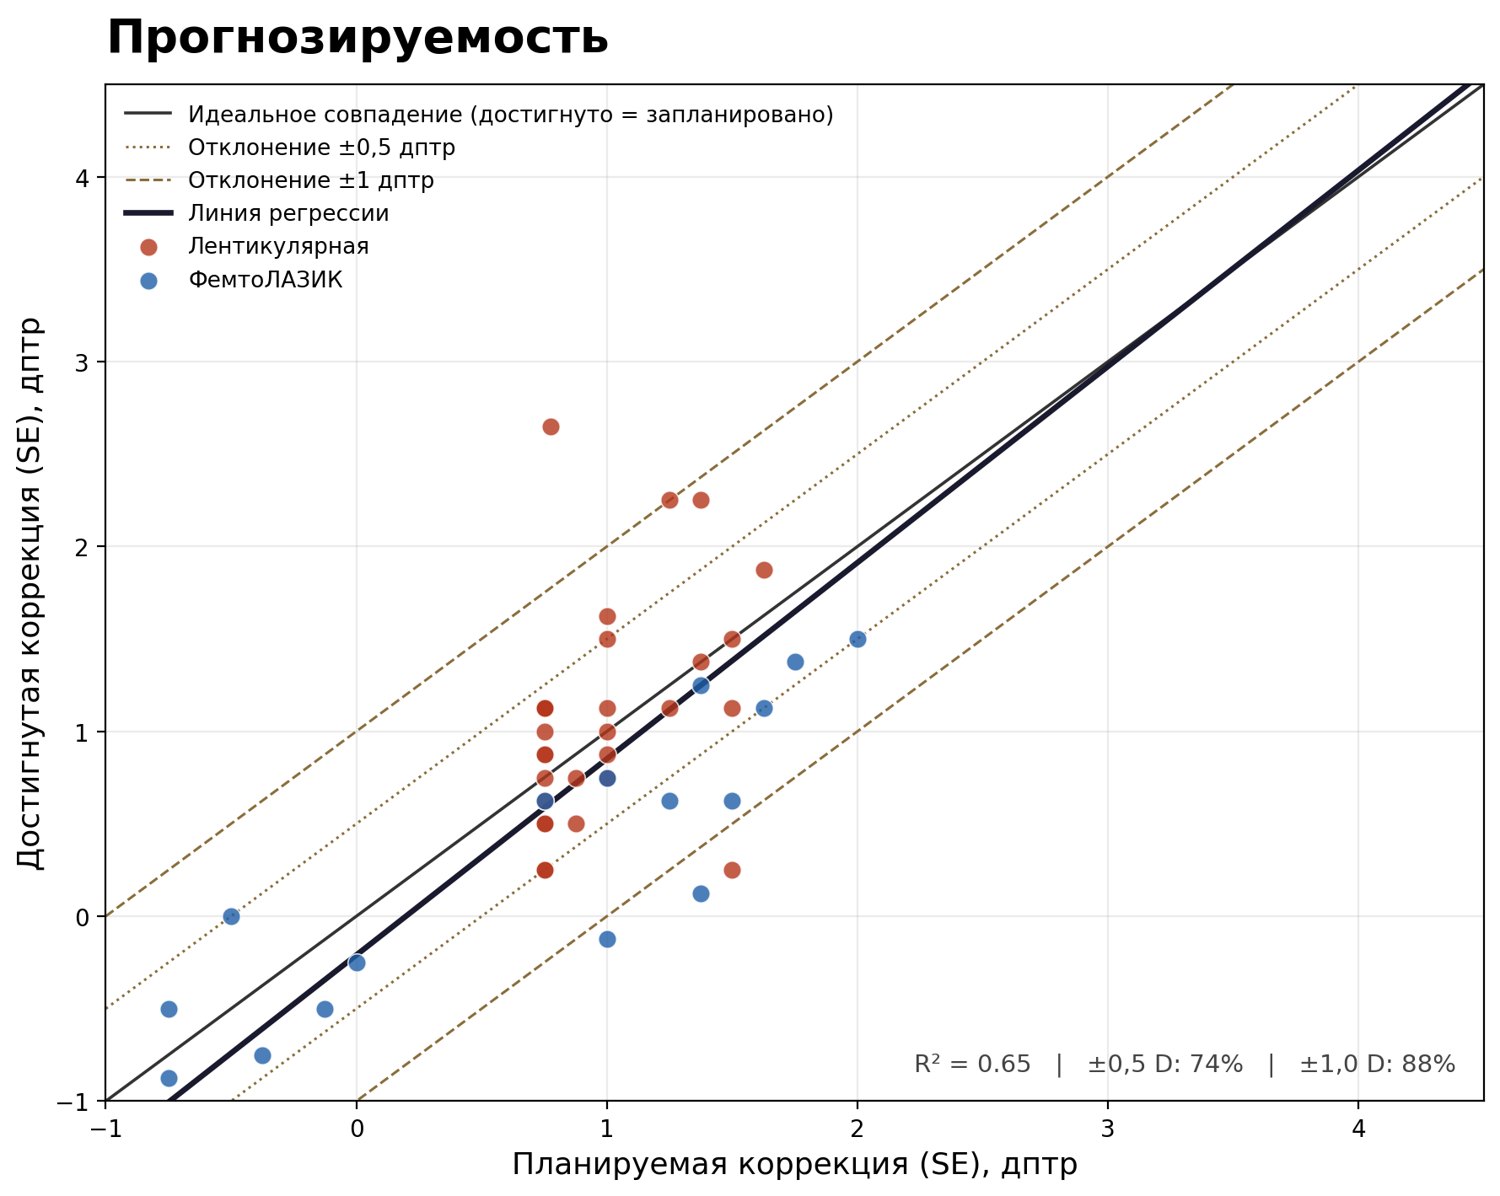 Прогнозируемость
Идеальное совпадение (достигнуто = запланировано)
Отклонение ±0,5 дптр
Отклонение ±1 дптр
Линия регрессии
Лентикулярная
ФемтоЛАЗИК
Достигнутая коррекция (SE), дптр
4
3
2
1
0
−1
R² = 0.65 | ±0,5 D: 74% | ±1,0 D: 88%
−1 0 1 2 3 4
Планируемая коррекция (SE), дптр